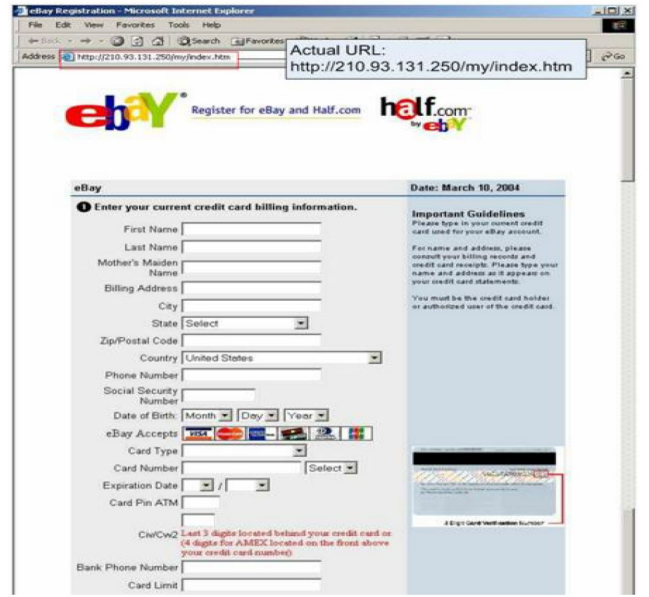 eBay Registration - Microsoft Internet Explorer
File Edit View Favorites Tools Help
Back Search Favorites
Address http://210.93.131.250/my/index.htm Go
Actual URL:
http://210.93.131.250/my/index.htm
ebaY Register for eBay and Half.com half.com
by ebY
eBay Date: March 10, 2004
1 Enter your current credit card billing information.
First Name
Last Name
Mother's Maiden
Name
Billing Address
City
State Select
Zip/Postal Code
Country United States
Phone Number
Social Security
Number
Date of Birth: Month Day Year
eBay Accepts VISA
Card Type
Card Number Select
Expiration Date /
Card Pin ATM
Last 3 digits located behind your credit card or
(4 digits for AMEX located on the front above
your credit card number)
Bank Phone Number
Card Limit
Important Guidelines
Please type in your current credit
card used for your eBay account.
For name and address, please
consult your billing records and
credit card receipts. Please type your
name and address as it appears on
your credit card statements.
You must be the credit card holder
or authorized user of the credit card.
3 Digit Card Verification Number